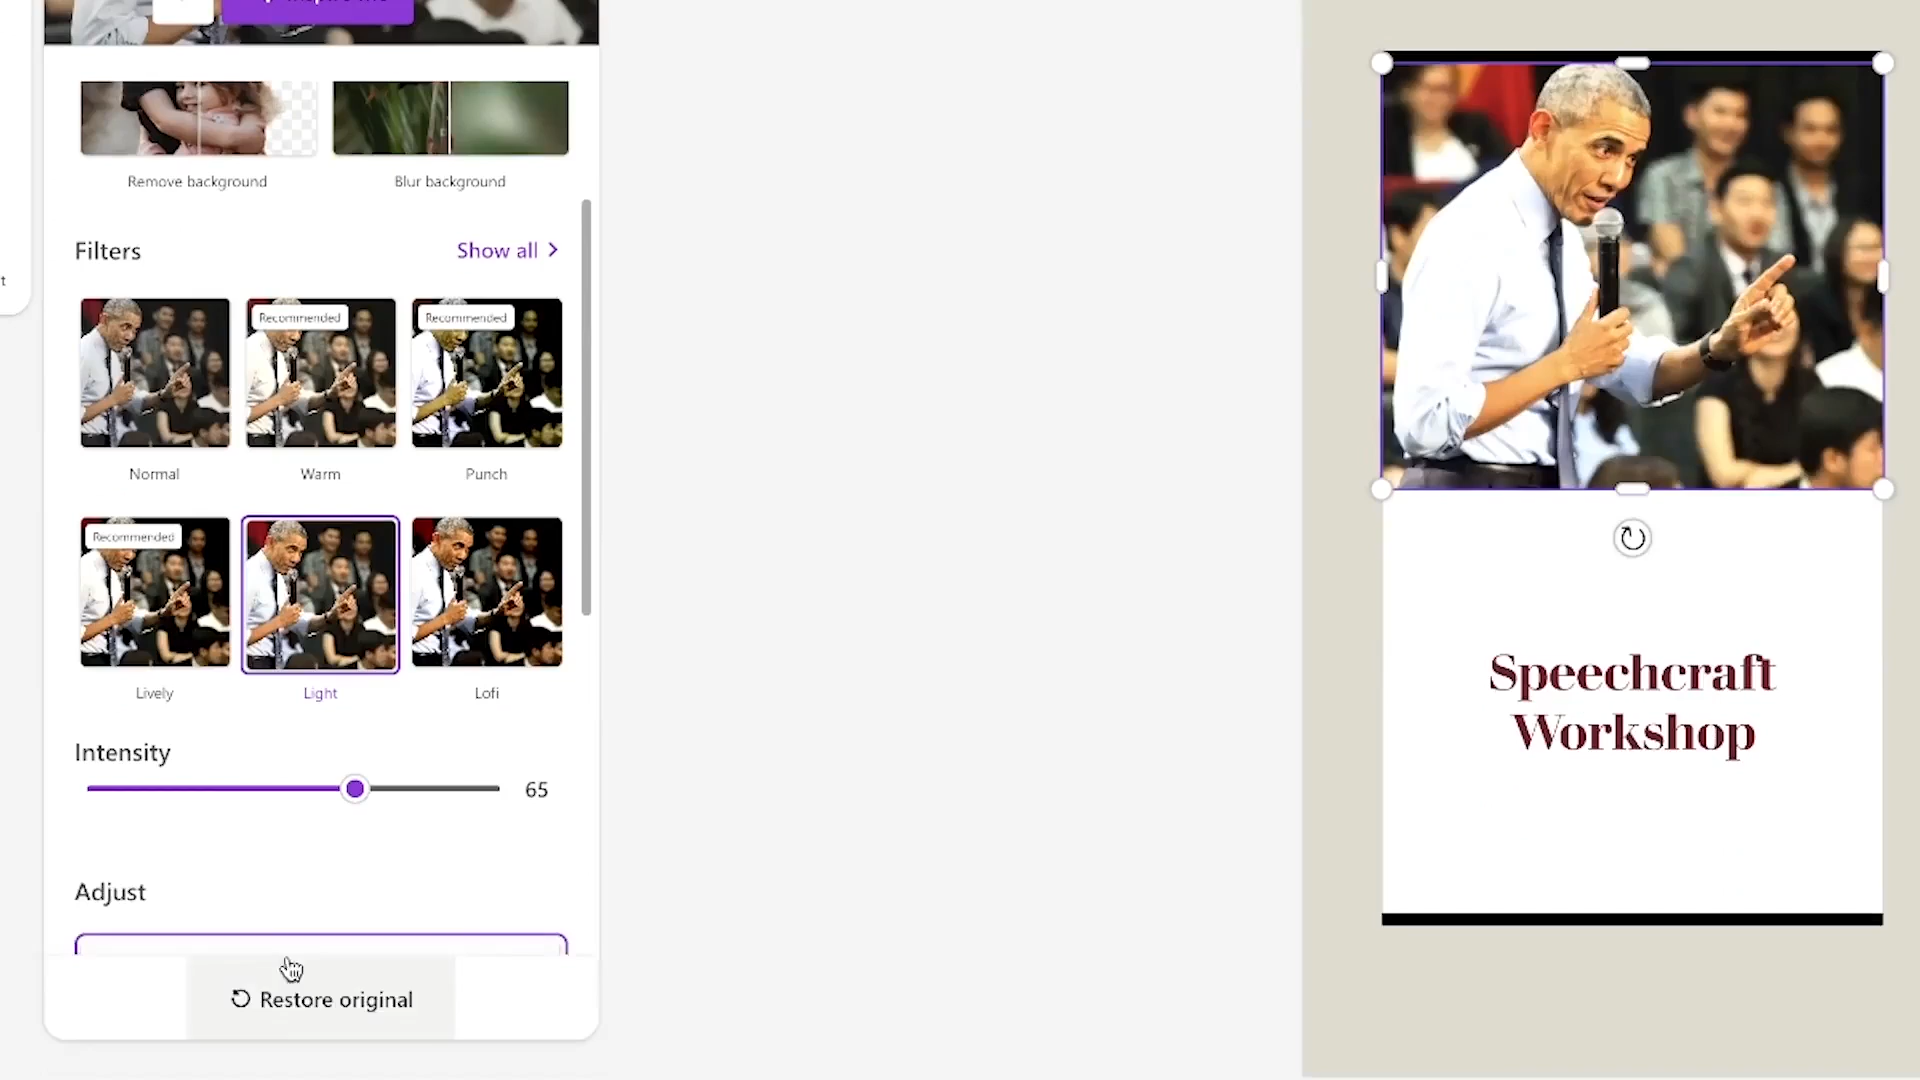 Remove background
Blur background
Filters
Show all
Recommended
Recommended
Normal
Warm
Punch
Recommended
Lively
Light
Lofi
Intensity
65
Adjust
Restore original
Speechcraft
Workshop